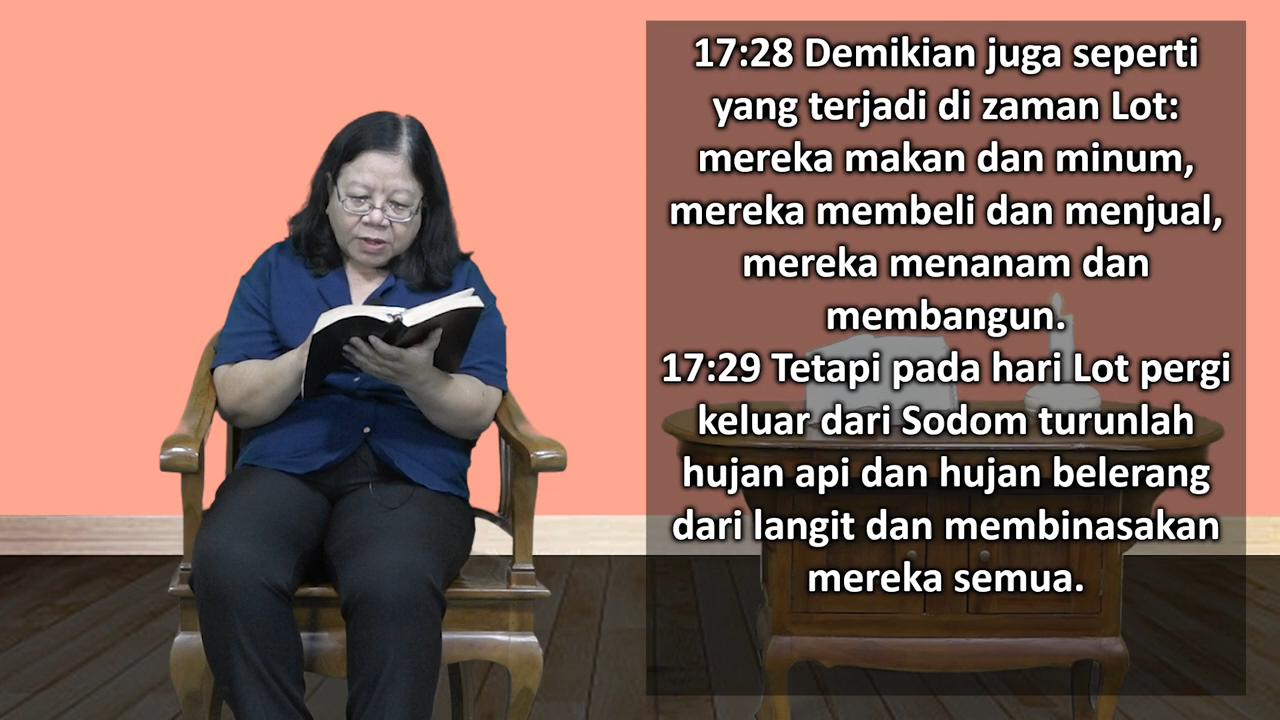 17:28 Demikian juga seperti
yang terjadi di zaman Lot:
mereka makan dan minum,
mereka membeli dan menjual,
mereka menanam dan
membangun.
17:29 Tetapi pada hari Lot pergi
keluar dari Sodom turunlah
hujan api dan hujan belerang
dari langit dan membinasakan
mereka semua.